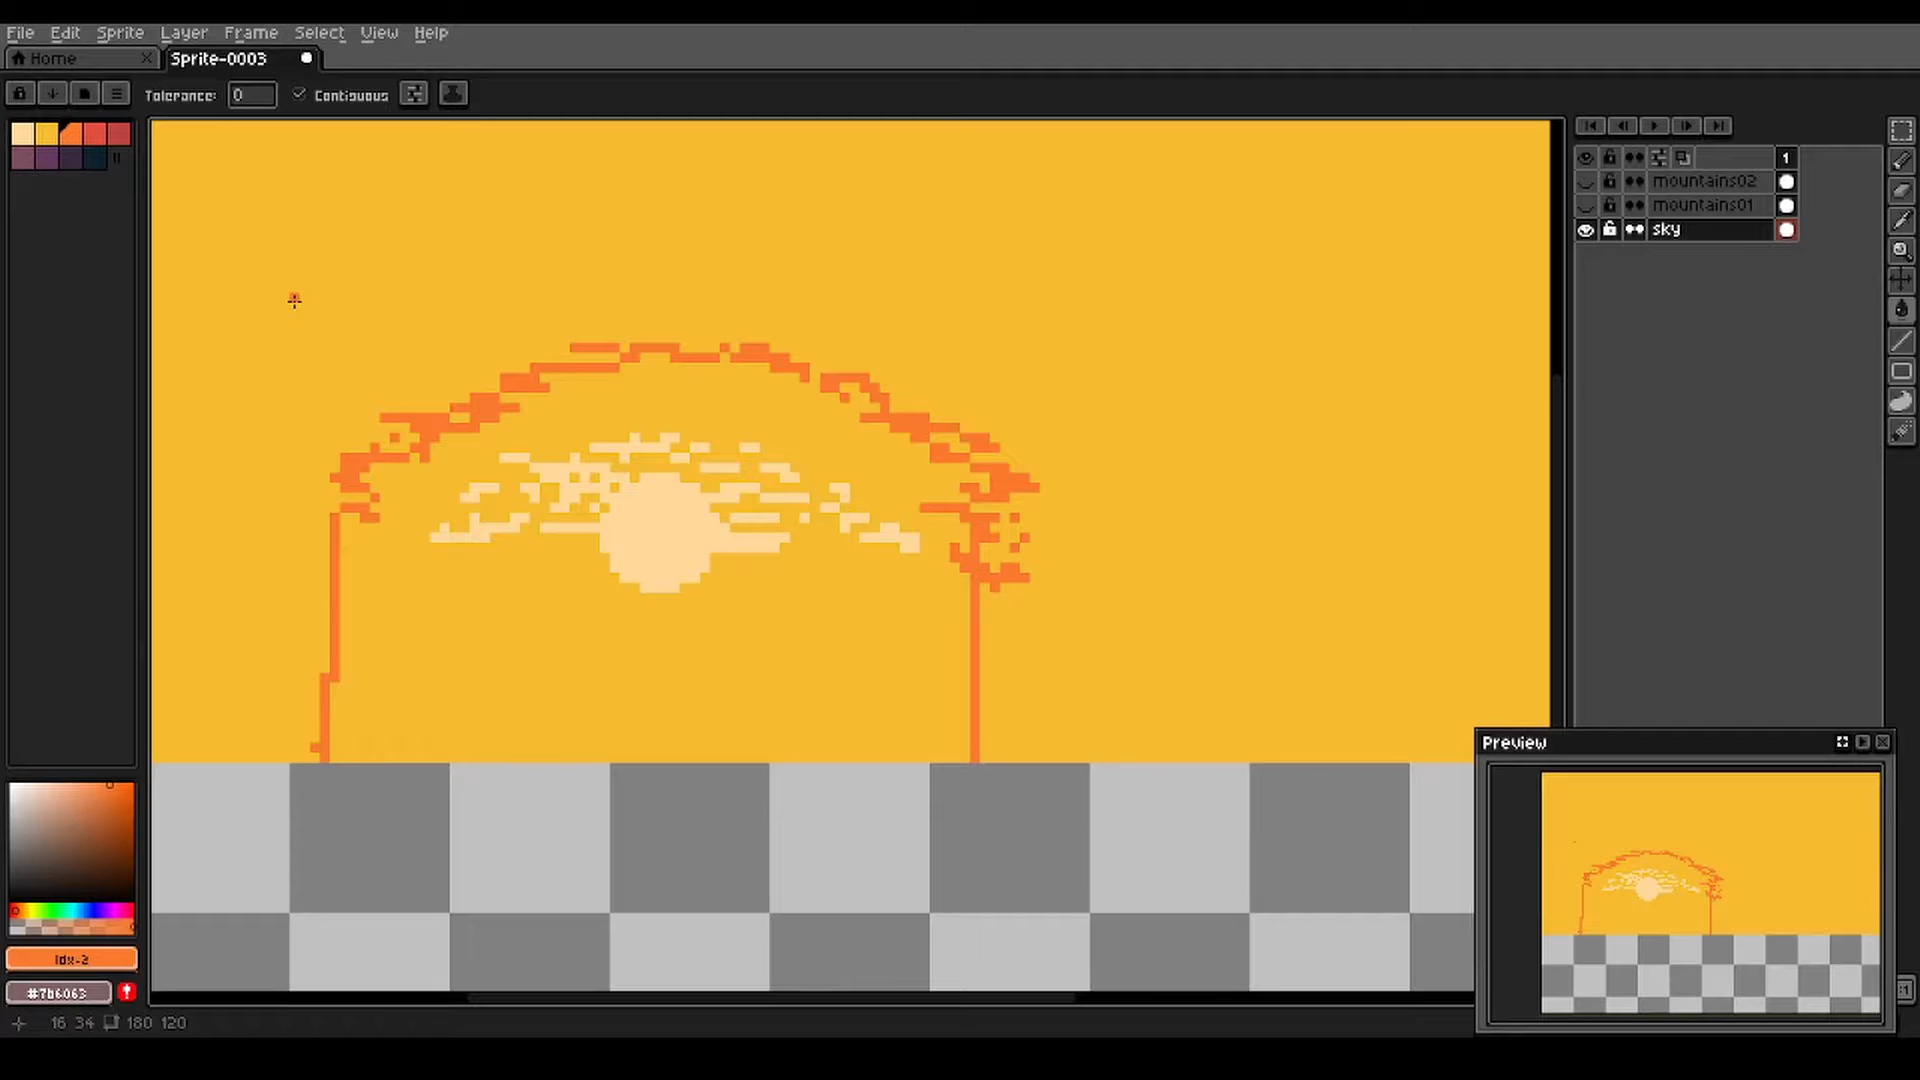 File Edit Sprite Layer Frame Select View Help
Home Sprite-0003
Tolerance: 0 Contiguous
1
mountains02
mountains01
sky
Preview
Idx-2
#7b6063
16 34 180 120